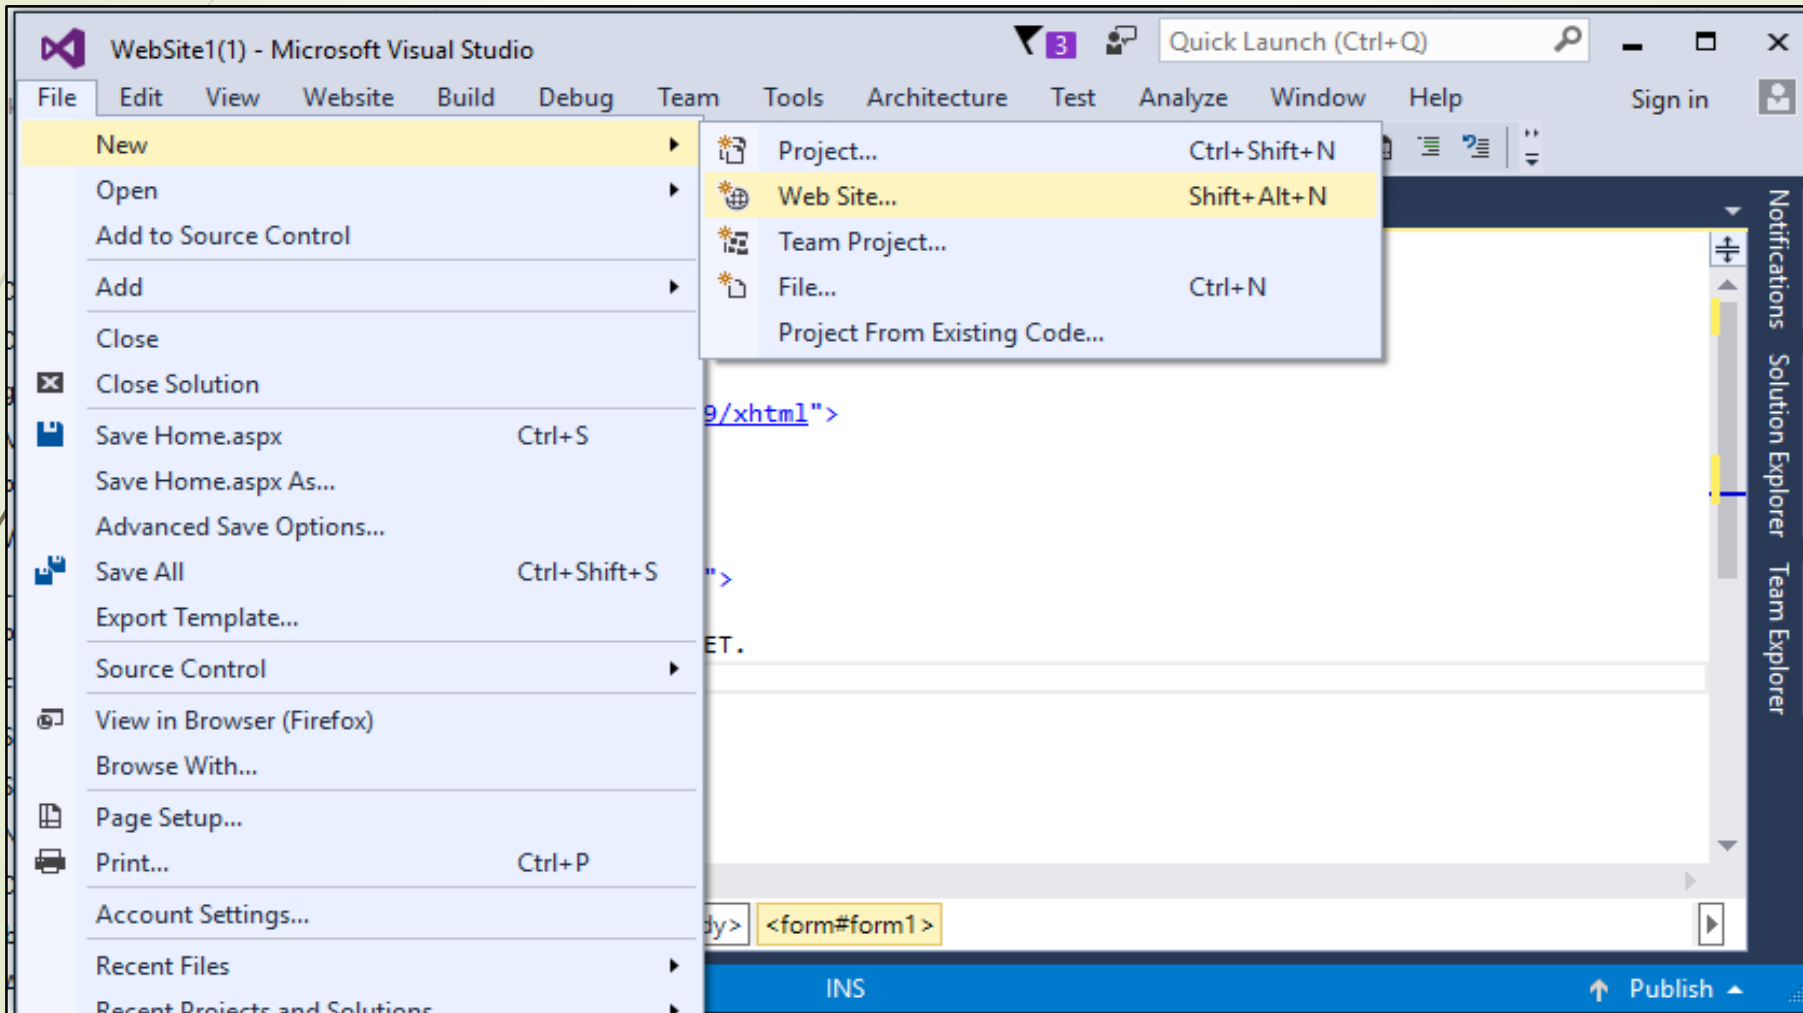 WebSite1(1) - Microsoft Visual Studio
3
Quick Launch (Ctrl+Q)
File Edit View Website Build Debug Team Tools Architecture Test Analyze Window Help Sign in
New
Open
Add to Source Control
Add
Close
Close Solution
Save Home.aspx Ctrl+S
Save Home.aspx As...
Advanced Save Options...
Save All Ctrl+Shift+S
Export Template...
Source Control
View in Browser (Firefox)
Browse With...
Page Setup...
Print... Ctrl+P
Account Settings...
Recent Files
Recent Projects and Solutions
Project... Ctrl+Shift+N
Web Site... Shift+Alt+N
Team Project...
File... Ctrl+N
Project From Existing Code...
9/xhtml">
">
ET.
dy> <form#form1>
INS
Publish
Notifications
Solution Explorer
Team Explorer